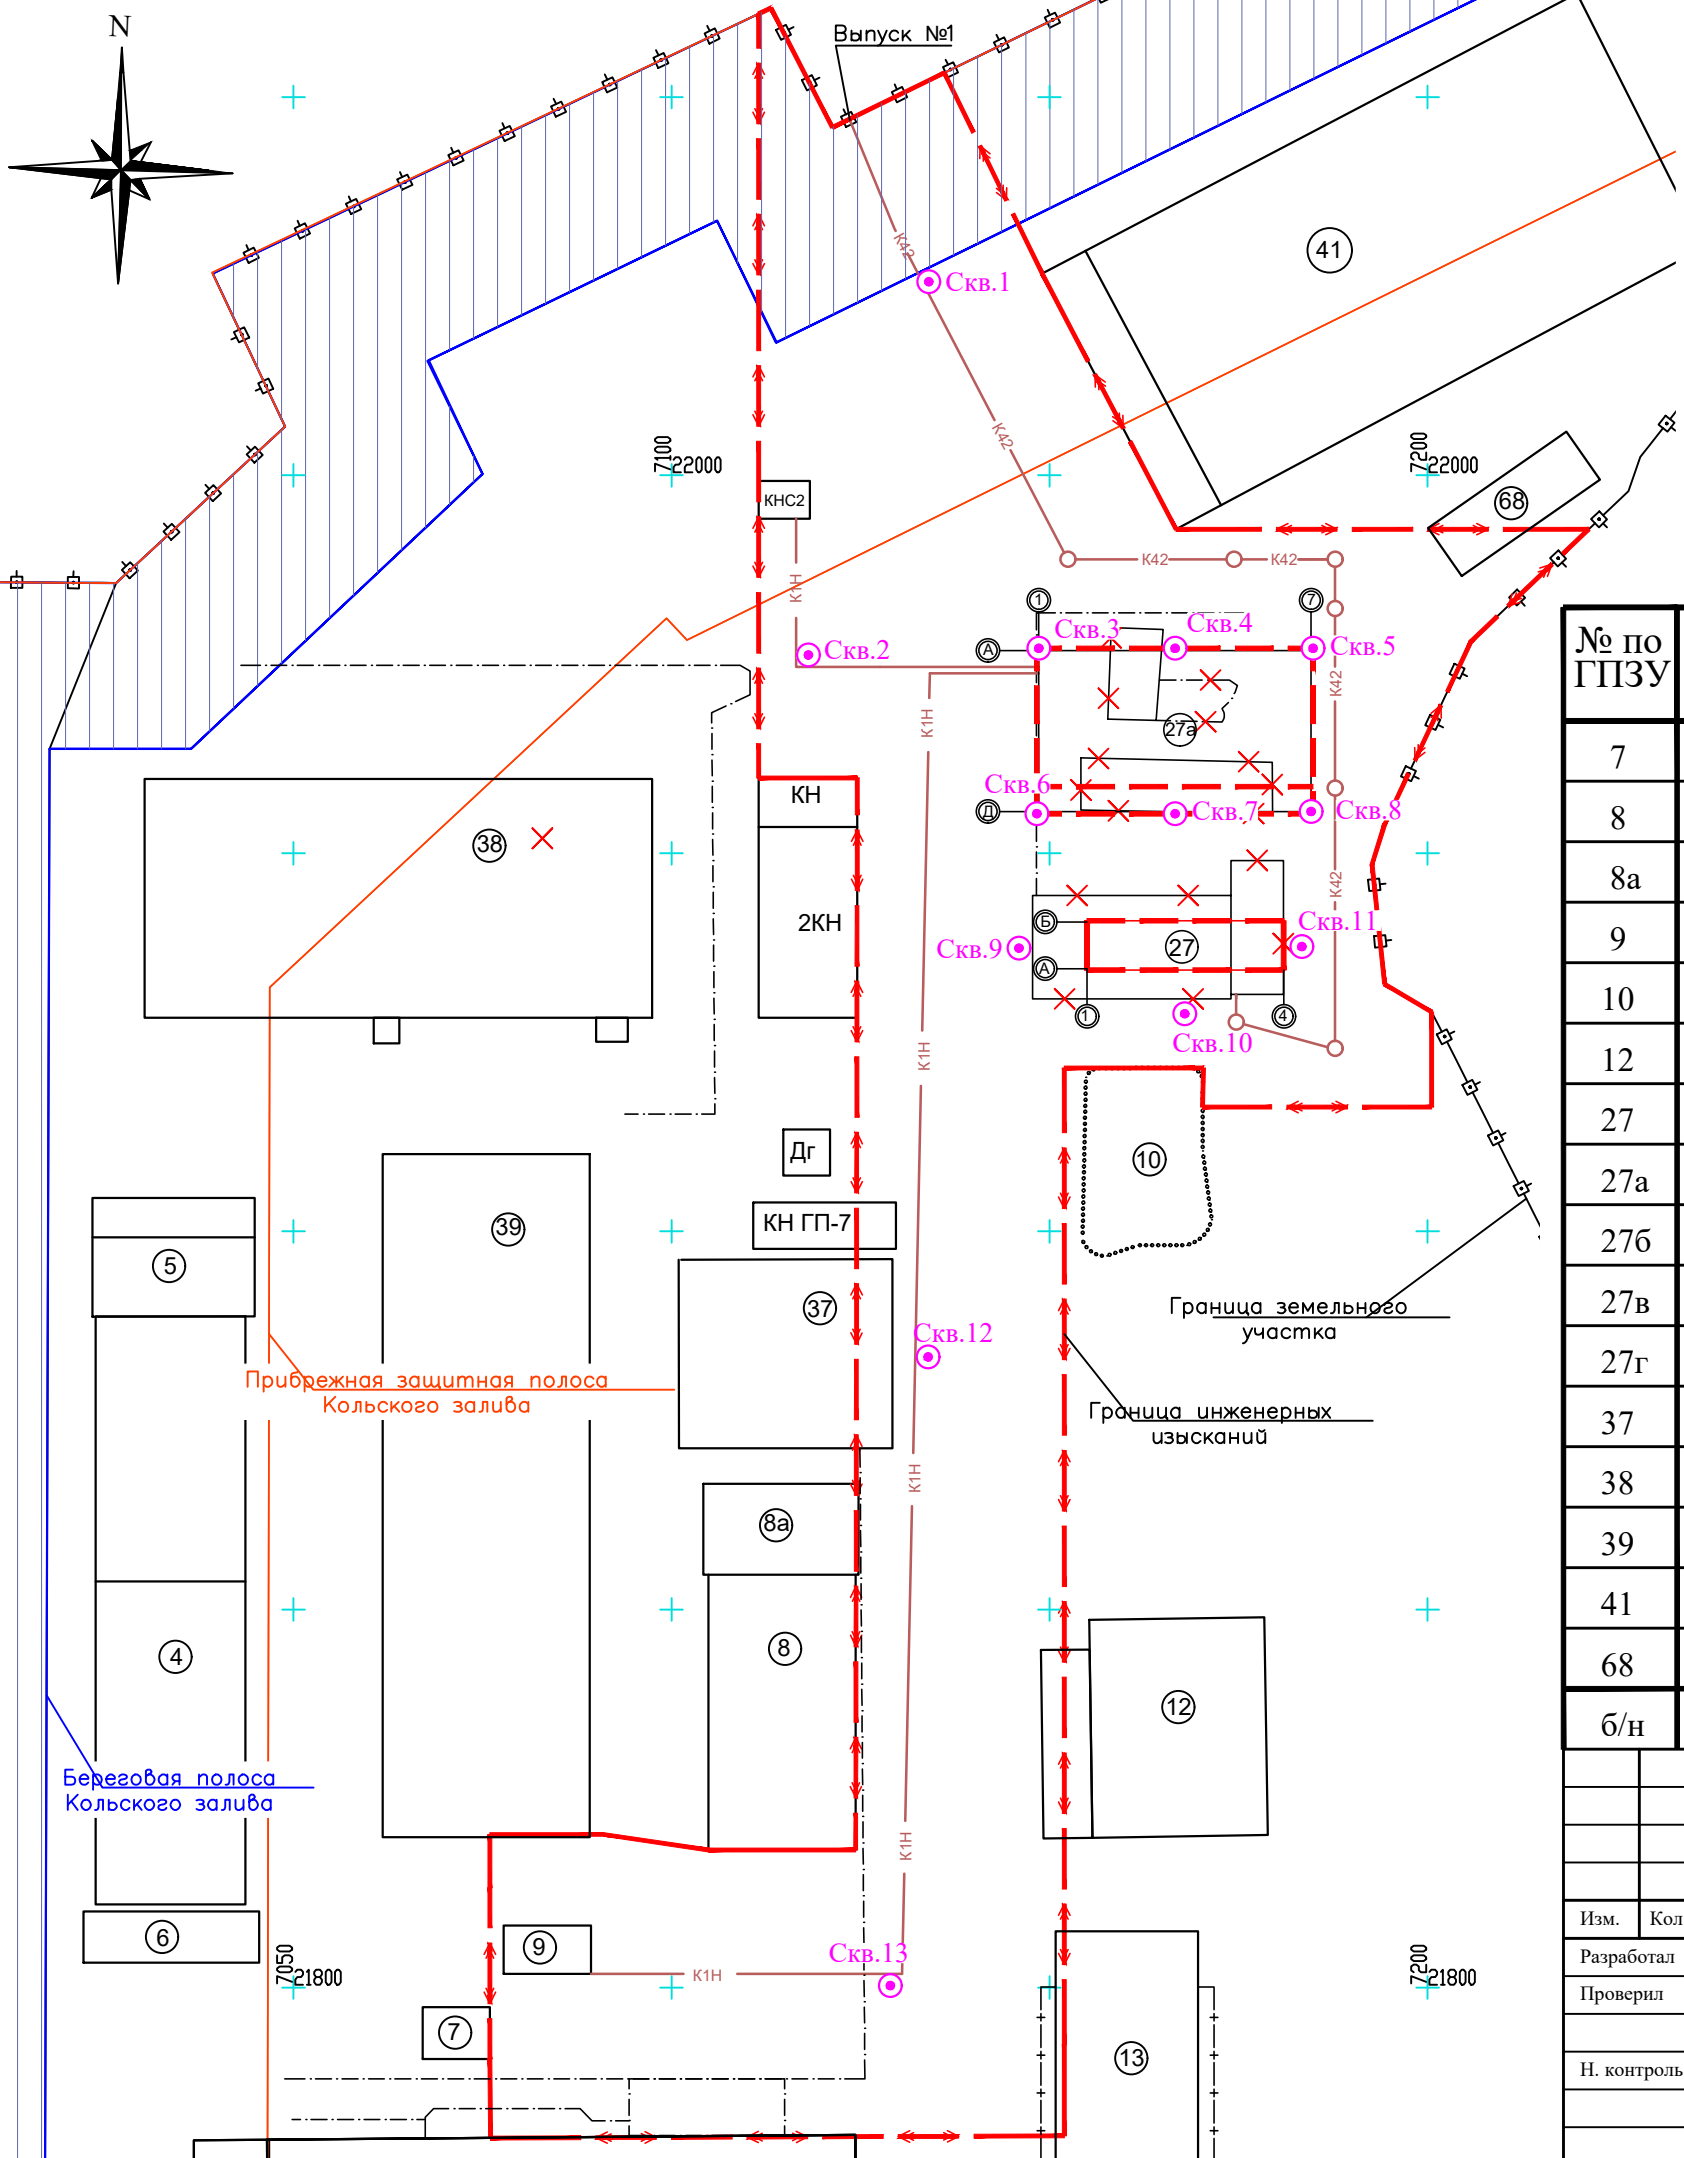 N
Выпуск №1
41
К42
Скв.1
К42
7100
22000
7200
22000
КНС2
68
К42
К42
К1Н
1
7
№ по
ГПЗУ
Скв.3
Скв.4
Скв.5
А
Скв.2
К42
К1Н
27а
7
КН
Скв.6
Д
Скв.7
Скв.8
8
38
8а
К42
2КН
Б
Скв.11
Скв.9
27
9
А
10
1
4
Скв.10
12
К1Н
27
Дг
10
27а
КН ГП-7
39
5
27б
37
Граница земельного
участка
27в
Скв.12
27г
Прибрежная защитная полоса
Кольского залива
Граница инженерных
изысканий
37
К1Н
38
8а
39
41
8
4
68
12
б/н
Береговая полоса
Кольского залива
К1Н
Изм.
Кол
6
9
Скв.13
Разработал
7050
21800
К1Н
7200
21800
Проверил
7
13
Н. контроль